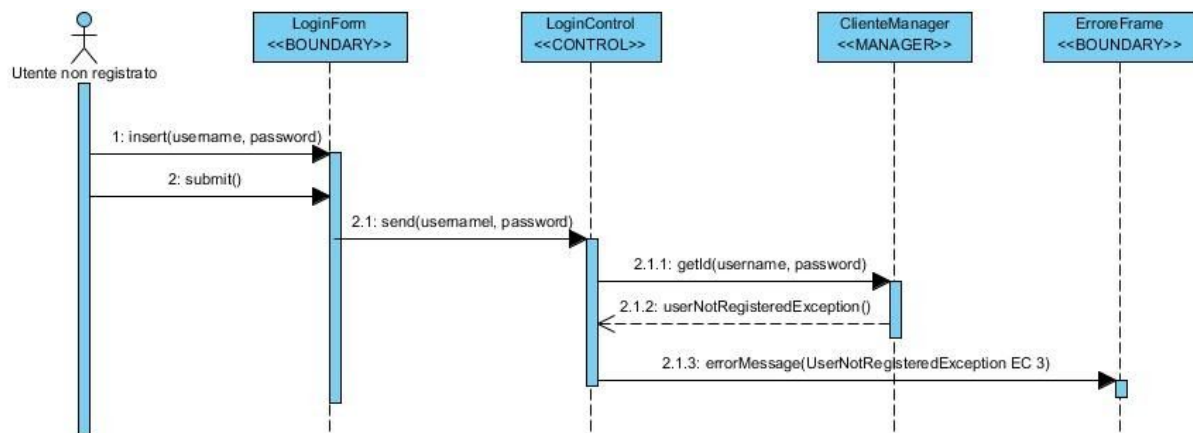 LoginForm
<<BOUNDARY>>
LoginControl
<<CONTROL>>
ClienteManager
<<MANAGER>>
ErroreFrame
<<BOUNDARY>>
Utente non registrato
1: insert(username, password)
2: submit()
2.1: send(usernamel, password)
2.1.1: getId(username, password)
2.1.2: userNotRegisteredException()
2.1.3: errorMessage(UserNotRegisteredException EC 3)